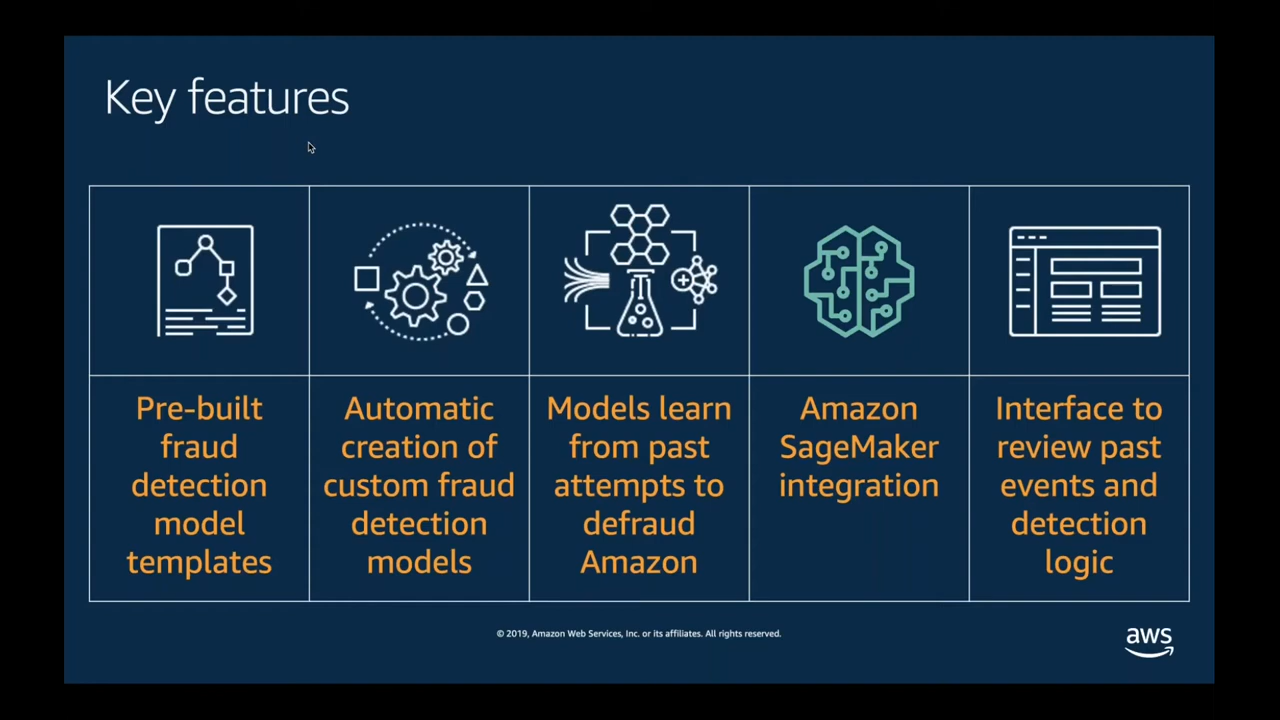 Key features
Pre-built
fraud
detection
model
templates
Automatic
creation of
custom fraud
detection
models
Models learn
from past
attempts to
defraud
Amazon
Amazon
SageMaker
integration
Interface to
review past
events and
detection
logic
© 2019, Amazon Web Services, Inc. or its affiliates. All rights reserved.
aws